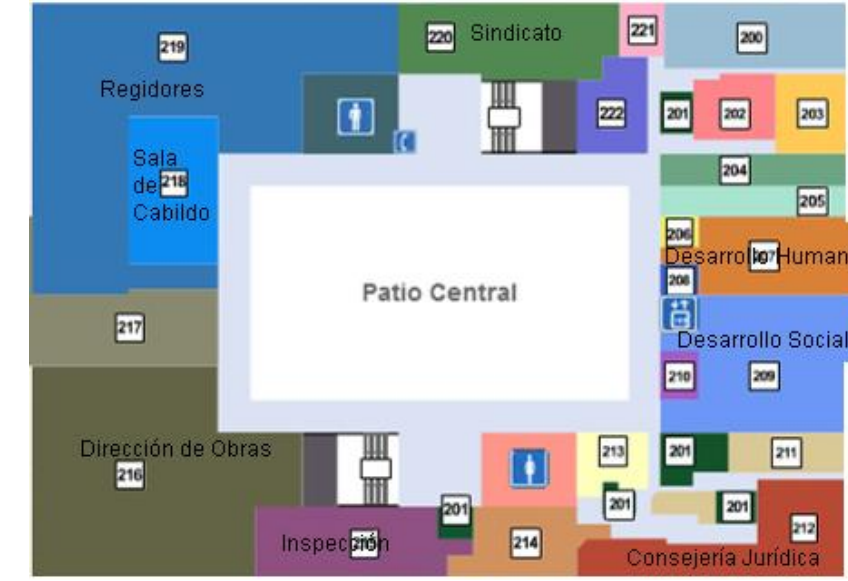 219
220
Sindicato
221
200
Regidores
222
201
202
203
Sala
de 218
Cabildo
204
205
206
Desarrollo Human
208
Patio Central
217
Desarrollo Social
210
209
Dirección de Obras
216
213
201
211
201
201
201
Inspección
214
212
Consejería Jurídica